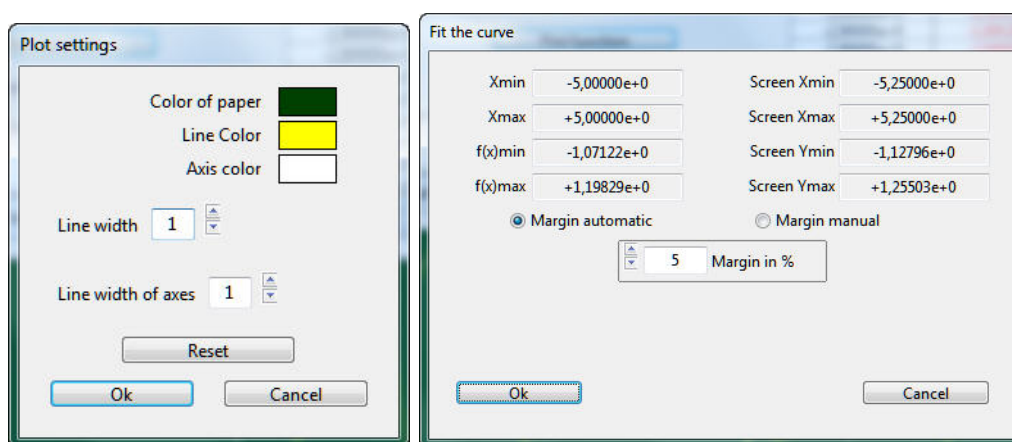 Plot settings
Color of paper
Line Color
Axis color
Line width 1
Line width of axes 1
Reset
Ok Cancel
Fit the curve
Xmin -5,00000e+0 Screen Xmin -5,25000e+0
Xmax +5,00000e+0 Screen Xmax +5,25000e+0
f(x)min -1,07122e+0 Screen Ymin -1,12796e+0
f(x)max +1,19829e+0 Screen Ymax +1,25503e+0
Margin automatic Margin manual
5 Margin in %
Ok Cancel